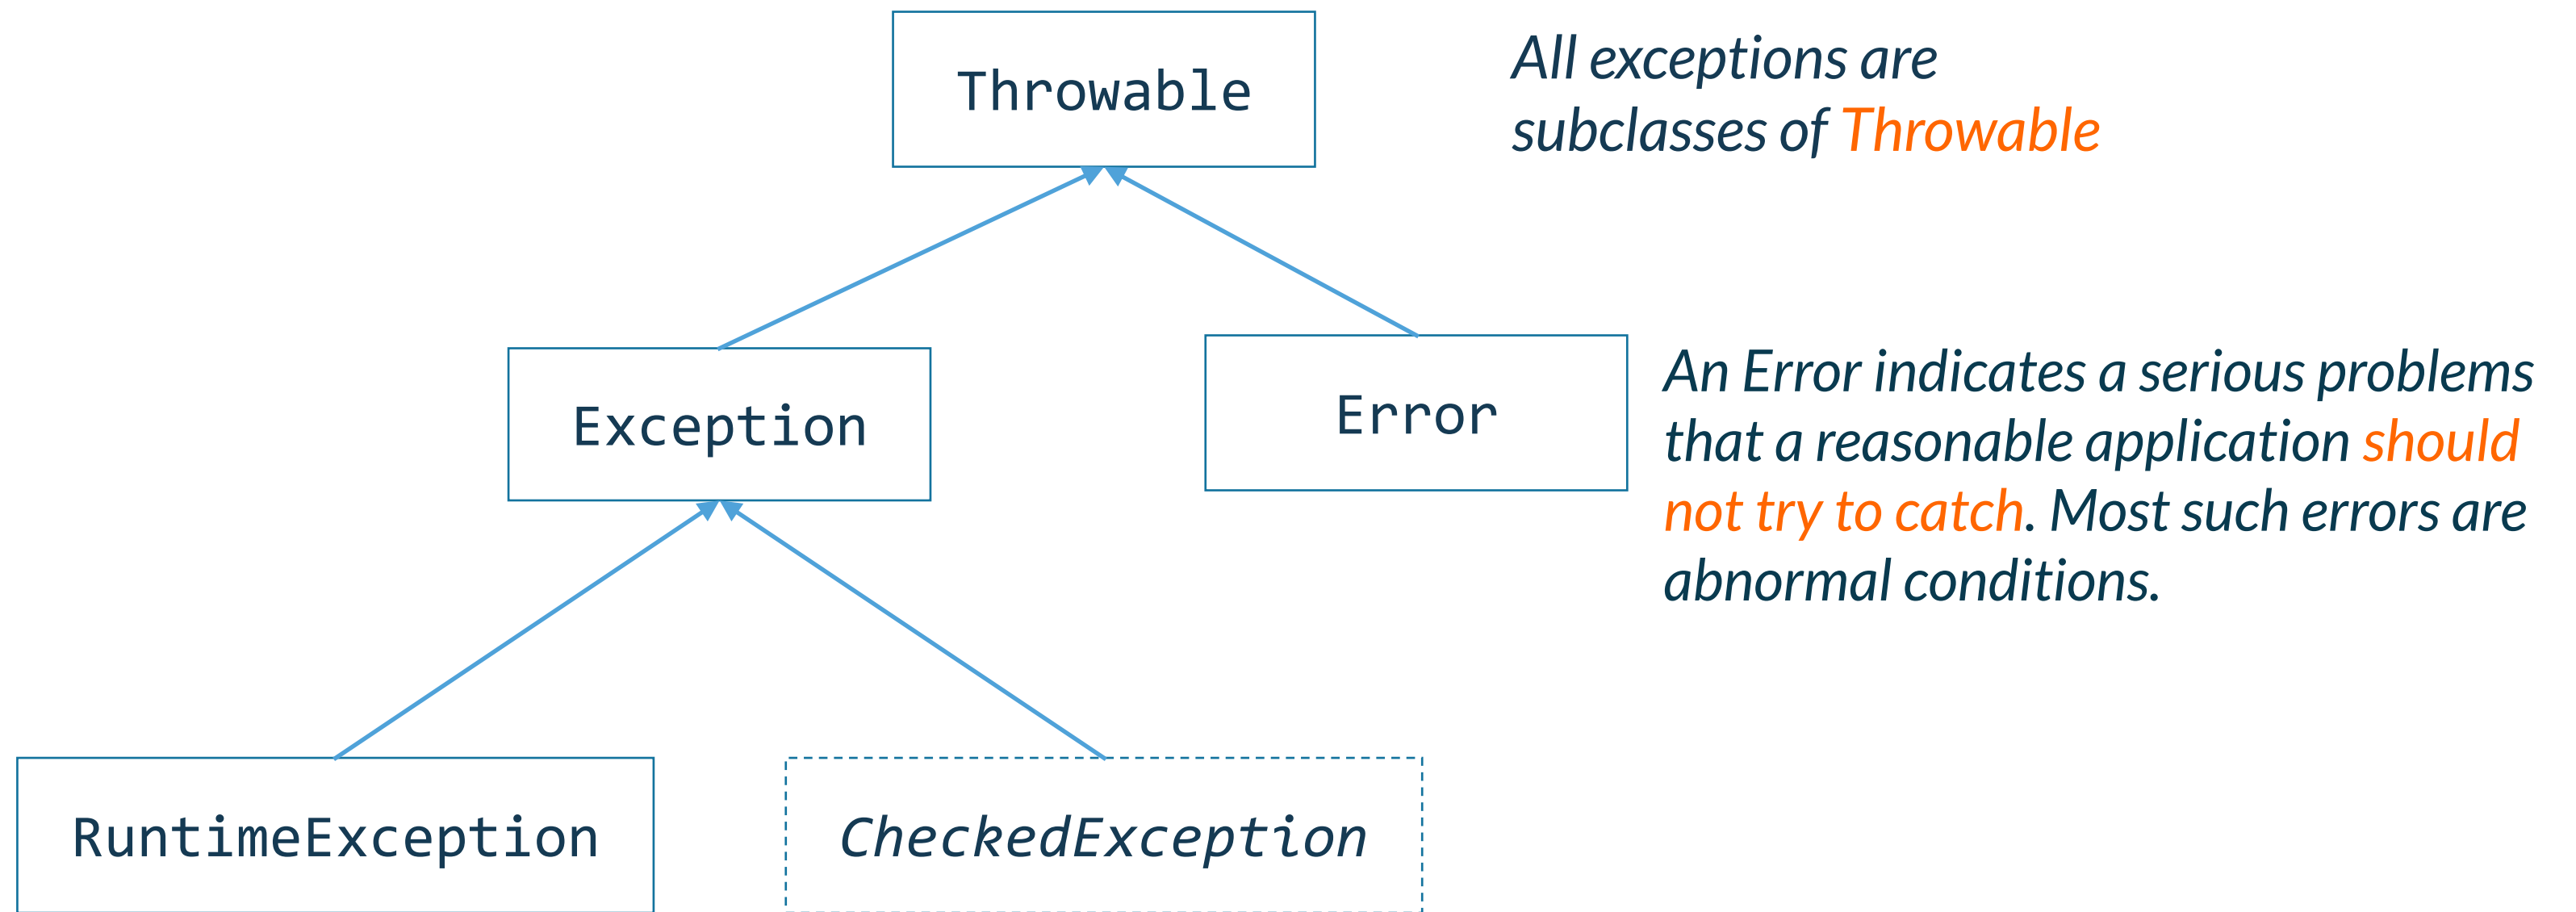 Throwable
All exceptions are
subclasses of Throwable
Exception
Error
An Error indicates a serious problems
that a reasonable application should
not try to catch. Most such errors are
abnormal conditions.
RuntimeException
CheckedException